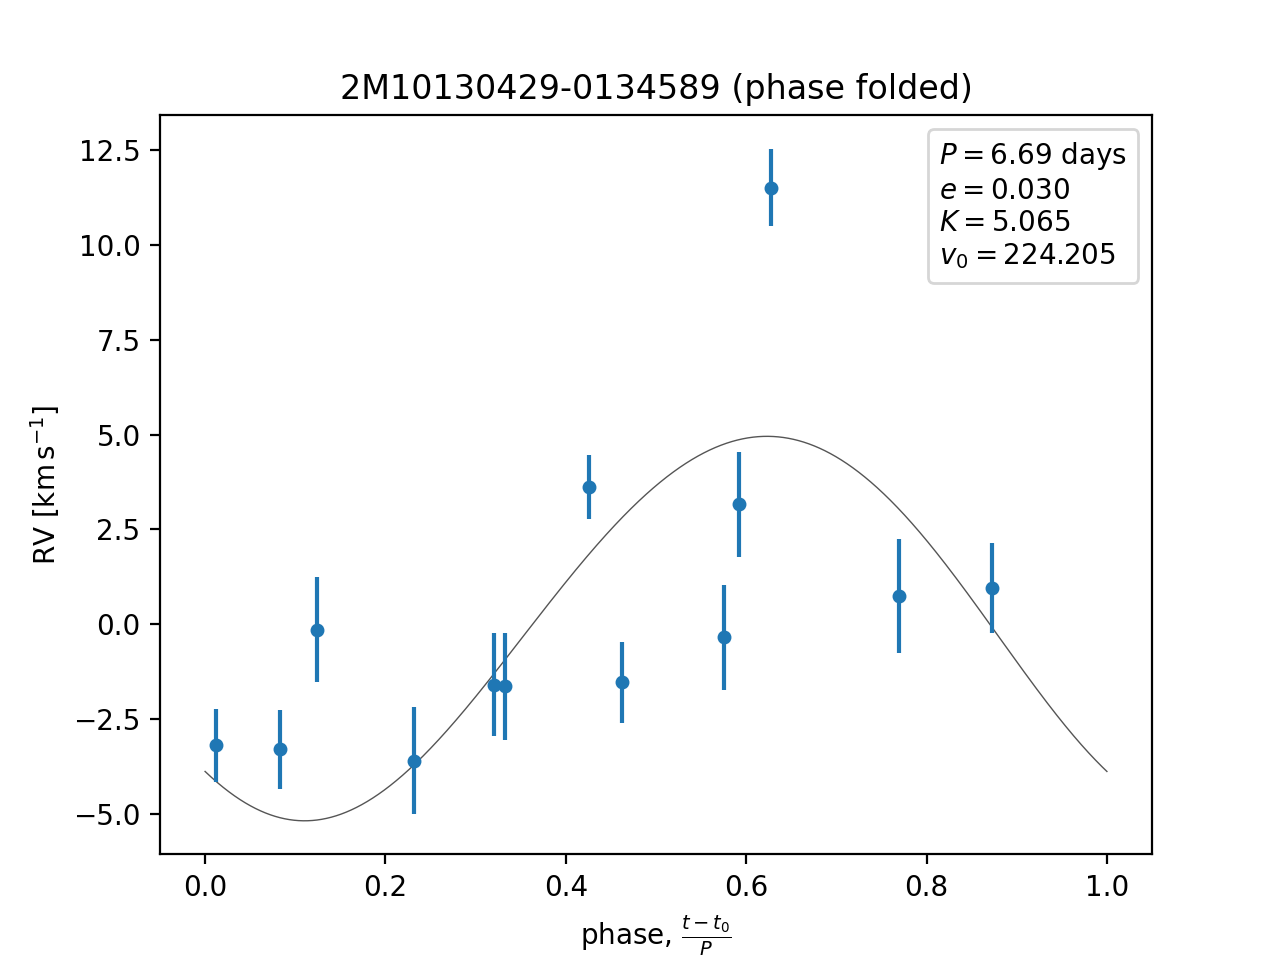 2M10130429-0134589 (phase folded)
P = 6.69 days
e = 0.030
K = 5.065
v₀ = 224.205
12.5
10.0
7.5
5.0
2.5
0.0
−2.5
−5.0
RV [km s⁻¹]
0.0 0.2 0.4 0.6 0.8 1.0
phase, (t − t₀)/P